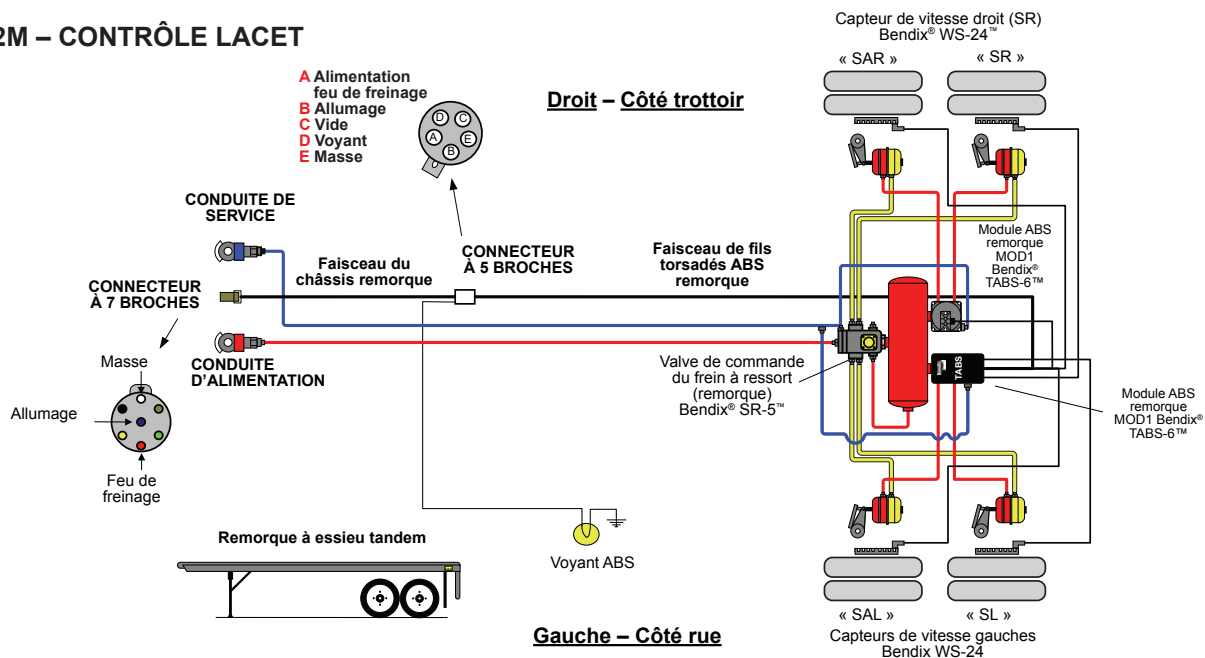 2M – CONTRÔLE LACET
A Alimentation
feu de freinage
B Allumage
C Vide
D Voyant
E Masse
D
C
A
E
B
Droit – Côté trottoir
Capteur de vitesse droit (SR)
Bendix® WS-24™
« SAR »
« SR »
CONDUITE DE
SERVICE
CONNECTEUR
À 5 BROCHES
Faisceau du
châssis remorque
Faisceau de fils
torsadés ABS
remorque
Module ABS
remorque
MOD1
Bendix®
TABS-6™
CONNECTEUR
À 7 BROCHES
CONDUITE
D'ALIMENTATION
Masse
Allumage
Feu de
freinage
Valve de commande
du frein à ressort
(remorque)
Bendix® SR-5™
TABS
Module ABS
remorque
MOD1 Bendix®
TABS-6™
Remorque à essieu tandem
Voyant ABS
Gauche – Côté rue
« SAL »
« SL »
Capteurs de vitesse gauches
Bendix WS-24